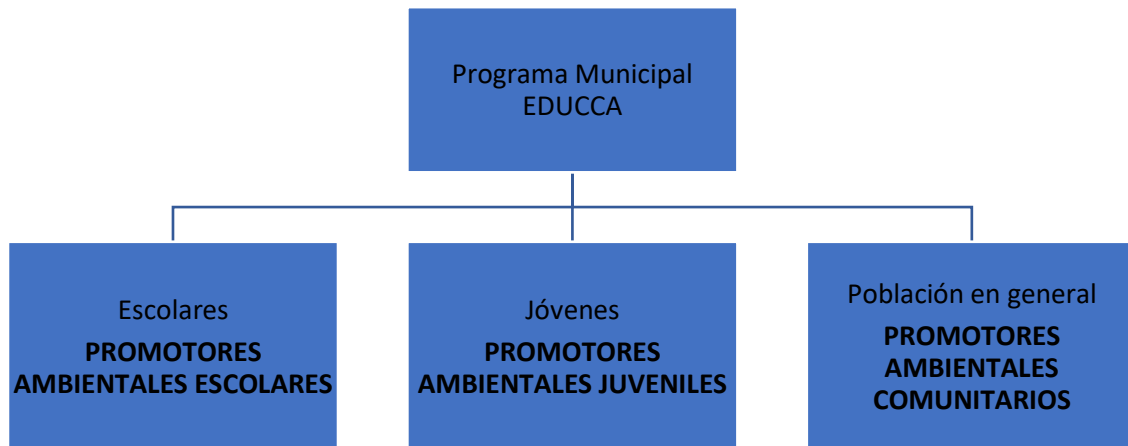 Programa Municipal
EDUCCA
Escolares
PROMOTORES
AMBIENTALES ESCOLARES
Jóvenes
PROMOTORES
AMBIENTALES JUVENILES
Población en general
PROMOTORES
AMBIENTALES
COMUNITARIOS